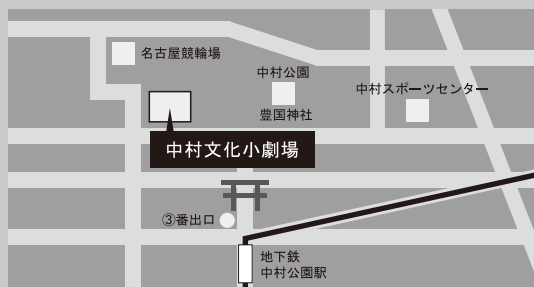 名古屋競輪場
中村公園
豊国神社
中村スポーツセンター
中村文化小劇場
③番出口
地下鉄
中村公園駅